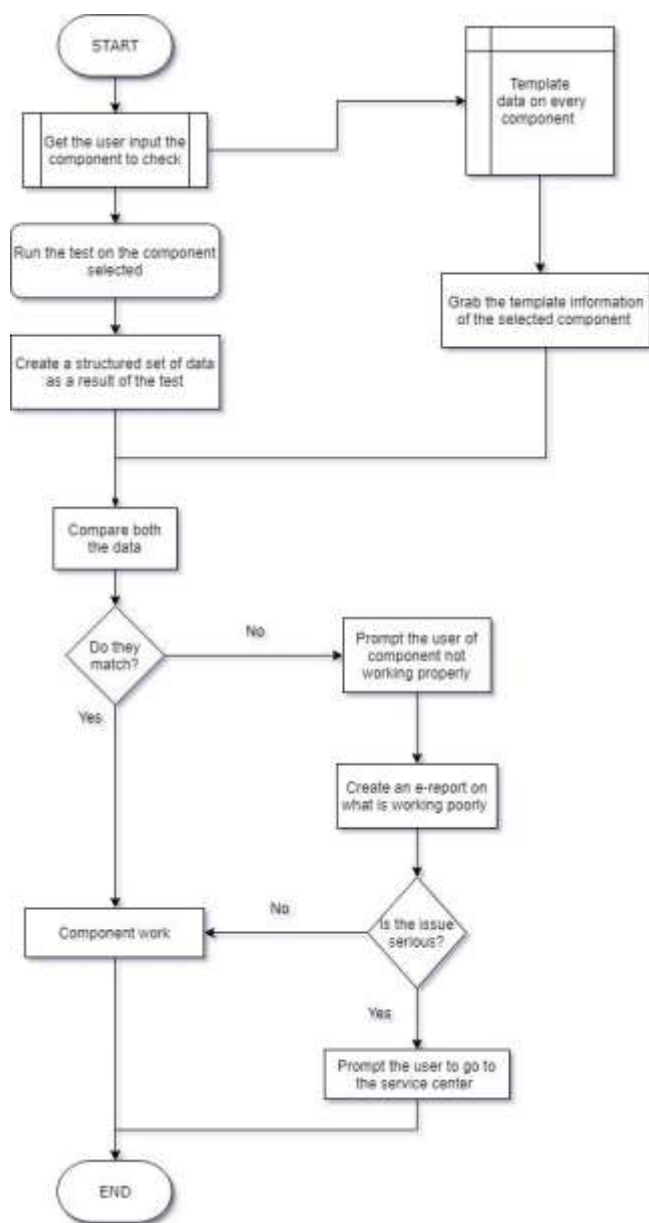 START
Template
data on every
component
Get the user input the
component to check
Run the test on the component
selected
Grab the template information
of the selected component
Create a structured set of data
as a result of the test
Compare both
the data
Do they
match?
No
Prompt the user of
component not
working properly
Yes
Create an e-report on
what is working poorly
Component work
No
Is the issue
serious?
Yes
Prompt the user to go to
the service center
END